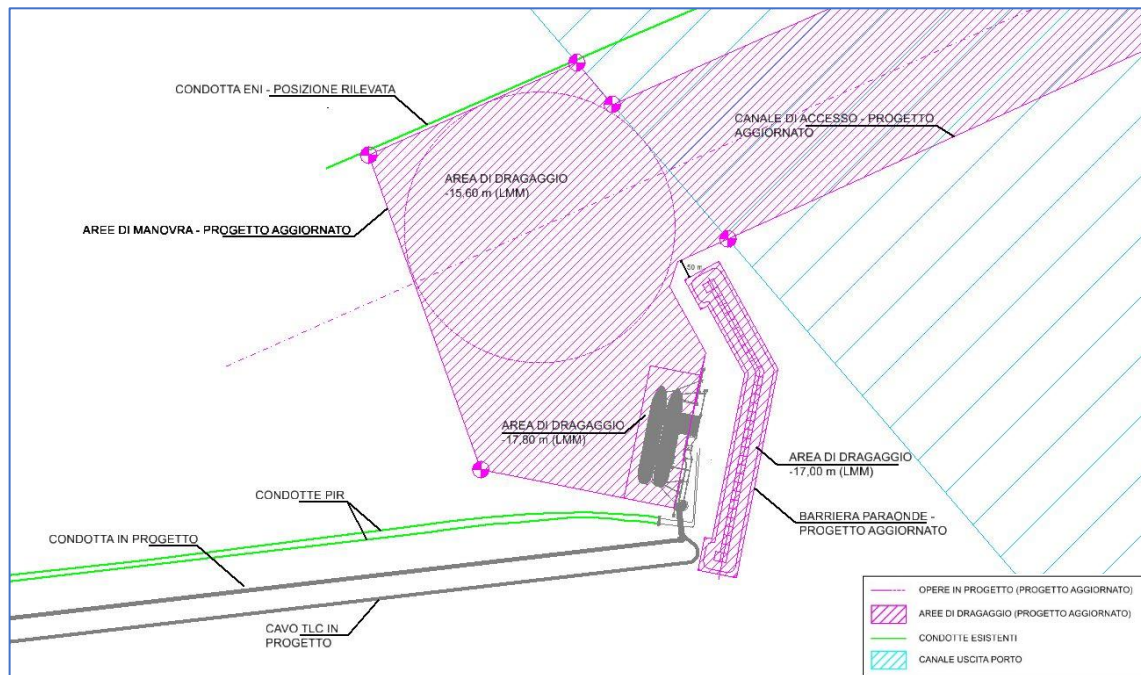 CONDOTTA ENI - POSIZIONE RILEVATA
CANALE DI ACCESSO - PROGETTO
AGGIORNATO
AREA DI DRAGAGGIO
-15,60 m (LMM)
AREE DI MANOVRA - PROGETTO AGGIORNATO
50 m
AREA DI DRAGAGGIO
-17,80 m (LMM)
AREA DI DRAGAGGIO
-17,00 m (LMM)
CONDOTTE PIR
BARRIERA PARAONDE -
PROGETTO AGGIORNATO
CONDOTTA IN PROGETTO
CAVO TLC IN
PROGETTO
OPERE IN PROGETTO (PROGETTO AGGIORNATO)
AREE DI DRAGAGGIO (PROGETTO AGGIORNATO)
CONDOTTE ESISTENTI
CANALE USCITA PORTO